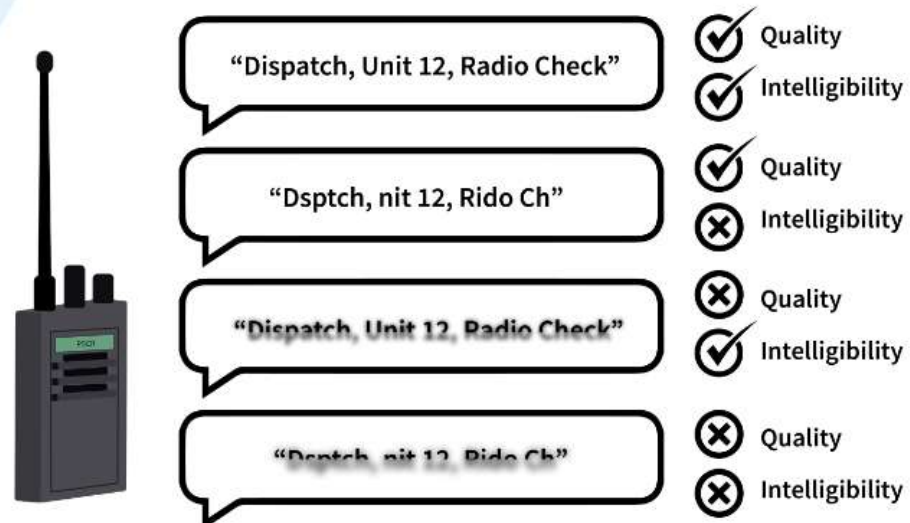 “Dispatch, Unit 12, Radio Check”
Quality
Intelligibility
“Dsptch, nit 12, Rido Ch”
Quality
Intelligibility
“Dispatch, Unit 12, Radio Check”
Quality
Intelligibility
“Dsptch, nit 12, Rido Ch”
Quality
Intelligibility